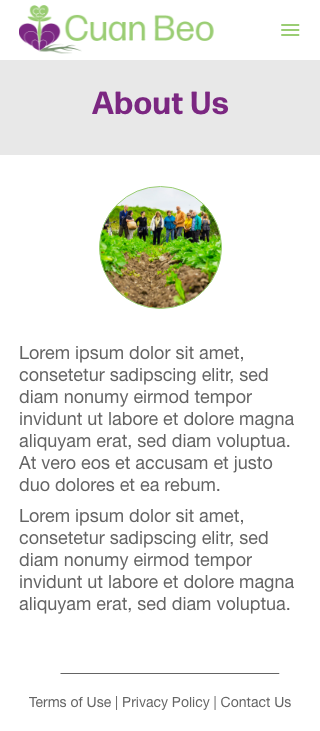 Cuan Beo
About Us
Lorem ipsum dolor sit amet,
consetetur sadipscing elitr, sed
diam nonumy eirmod tempor
invidunt ut labore et dolore magna
aliquyam erat, sed diam voluptua.
At vero eos et accusam et justo
duo dolores et ea rebum.
Lorem ipsum dolor sit amet,
consetetur sadipscing elitr, sed
diam nonumy eirmod tempor
invidunt ut labore et dolore magna
aliquyam erat, sed diam voluptua.
Terms of Use | Privacy Policy | Contact Us